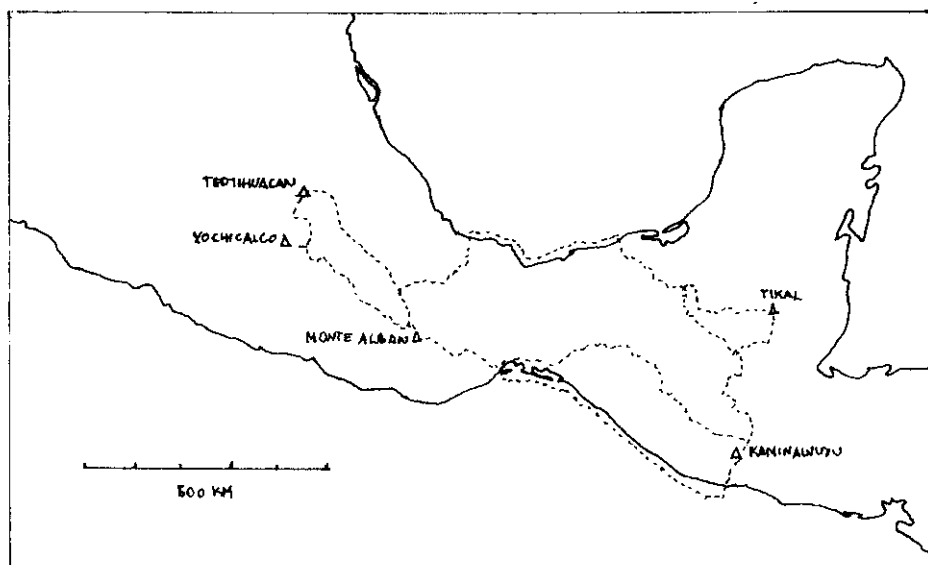 TEOTIHUACAN
XOCHICALCO
TIKAL
MONTE ALBAN
KAMINALJUYU
500 KM